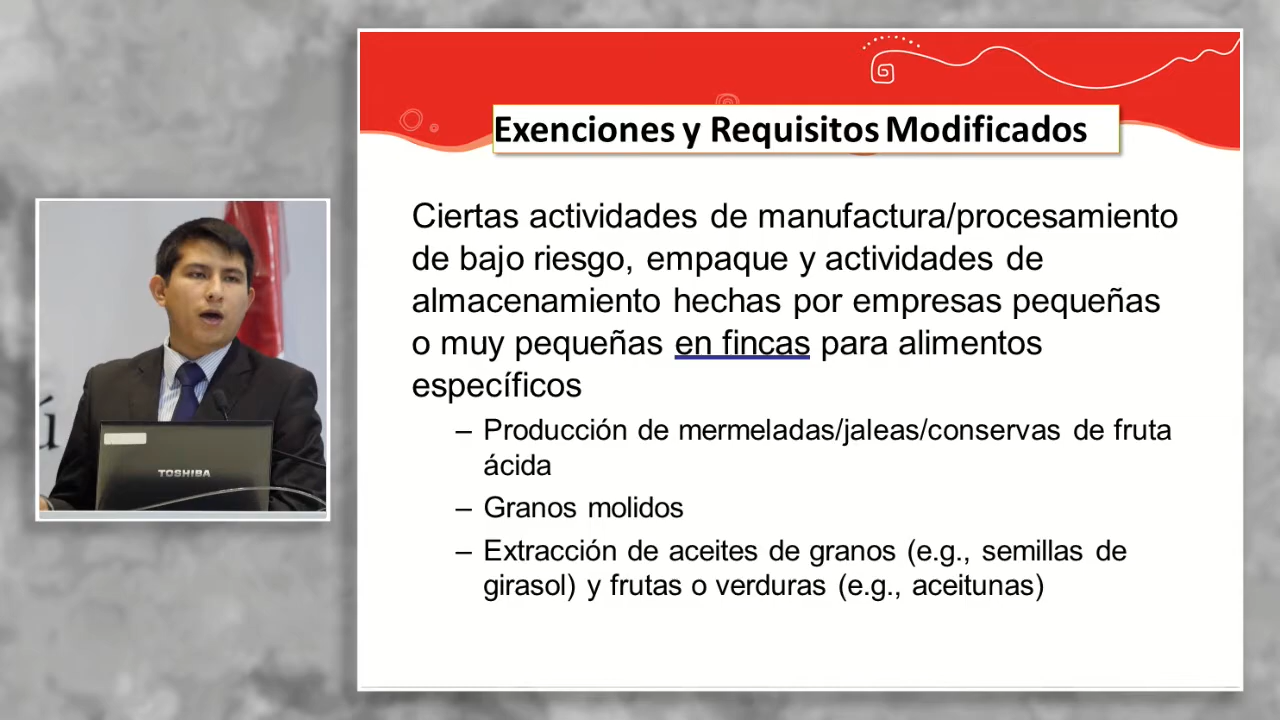 Exenciones y Requisitos Modificados
Ciertas actividades de manufactura/procesamiento
de bajo riesgo, empaque y actividades de
almacenamiento hechas por empresas pequeñas
o muy pequeñas en fincas para alimentos
específicos
– Producción de mermeladas/jaleas/conservas de fruta
ácida
– Granos molidos
– Extracción de aceites de granos (e.g., semillas de
girasol) y frutas o verduras (e.g., aceitunas)
ú
TOSHIBA